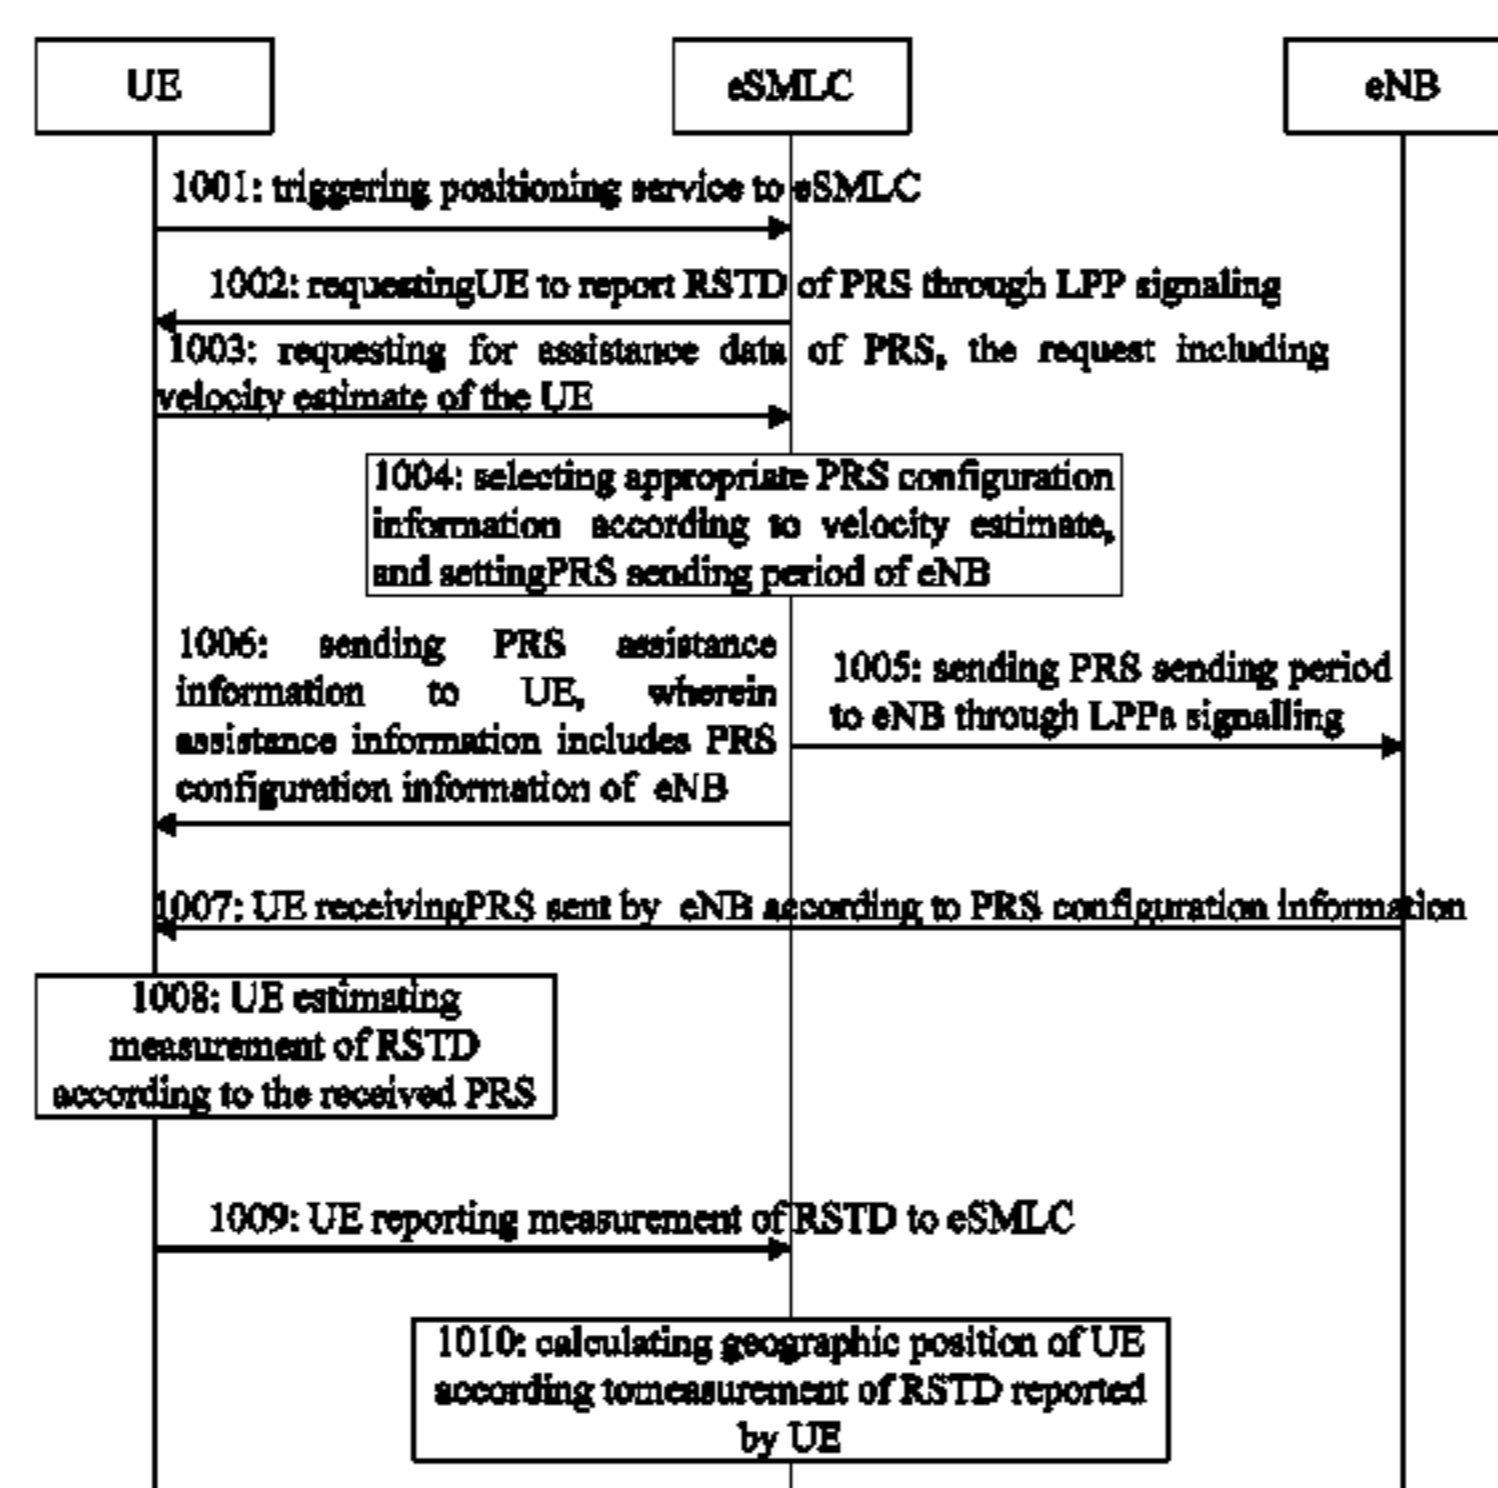 UE
eSMLC
eNB
1001: triggering positioning service to eSMLC
1002: requestingUE to report RSTD of PRS through LPP signaling
1003: requesting for assistance data of PRS, the request including
velocity estimate of the UE
1004: selecting appropriate PRS configuration
information according to velocity estimate,
and settingPRS sending period of eNB
1005: sending PRS sending period
to eNB through LPPa signalling
1006: sending PRS assistance
information to UE, wherein
assistance information includes PRS
configuration information of eNB
1007: UE receivingPRS sent by eNB according to PRS configuration information
1008: UE estimating
measurement of RSTD
according to the received PRS
1009: UE reporting measurement of RSTD to eSMLC
1010: calculating geographic position of UE
according tomeasurement of RSTD reported
by UE